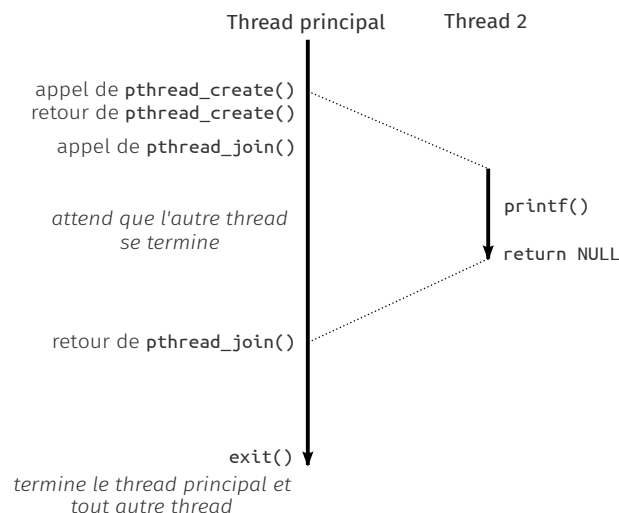 Thread principal
Thread 2
appel de pthread_create()
retour de pthread_create()
appel de pthread_join()
attend que l'autre thread
se termine
printf()
return NULL
retour de pthread_join()
exit()
termine le thread principal et
tout autre thread